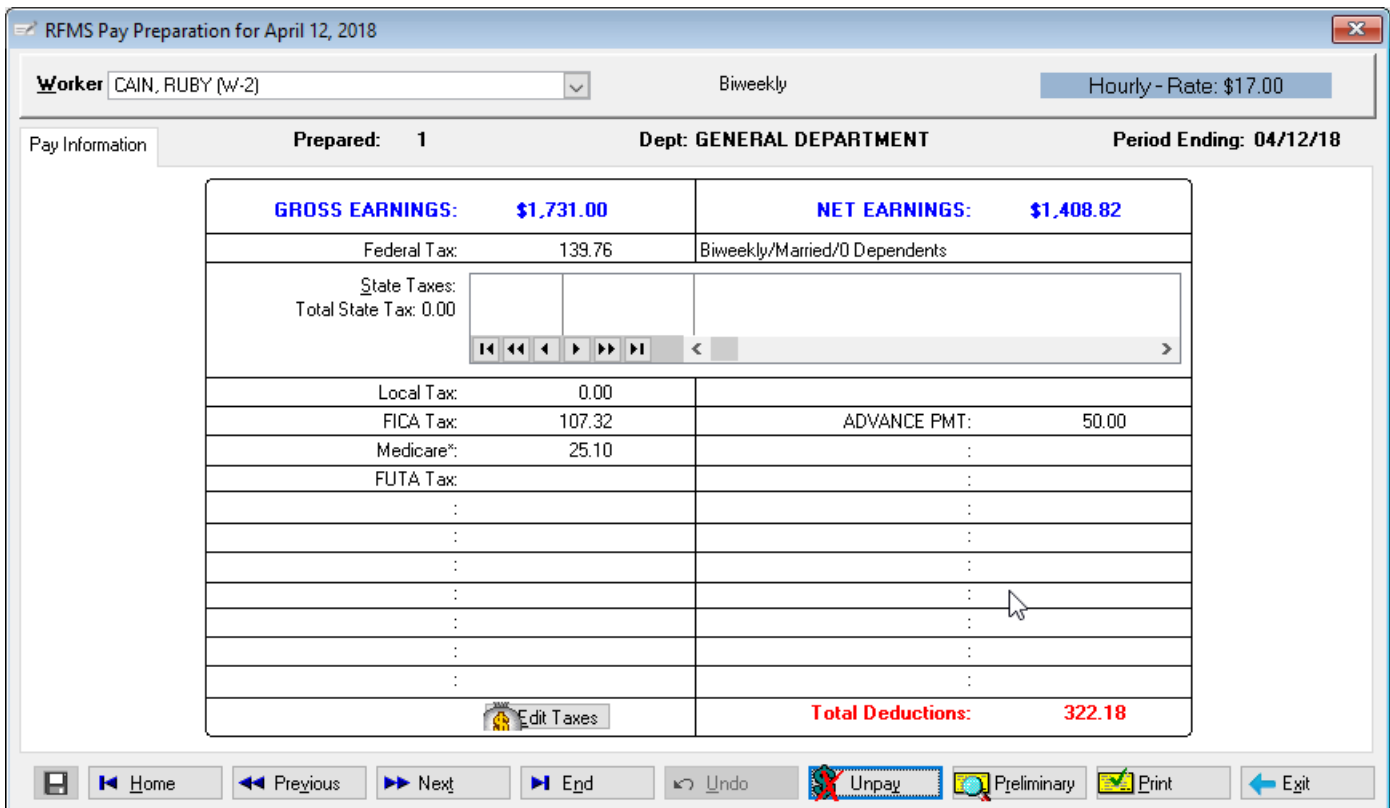 RFMS Pay Preparation for April 12, 2018
Worker CAIN, RUBY (W-2) Biweekly Hourly - Rate: $17.00
Pay Information Prepared: 1 Dept: GENERAL DEPARTMENT Period Ending: 04/12/18
GROSS EARNINGS: $1,731.00 NET EARNINGS: $1,408.82
Federal Tax: 139.76 Biweekly/Married/0 Dependents
State Taxes:
Total State Tax: 0.00
Local Tax: 0.00
FICA Tax: 107.32 ADVANCE PMT: 50.00
Medicare*: 25.10 :
FUTA Tax: :
: :
: :
: :
: :
: :
: :
: :
Edit Taxes Total Deductions: 322.18
Home Previous Next End Undo Unpay Preliminary Print Exit